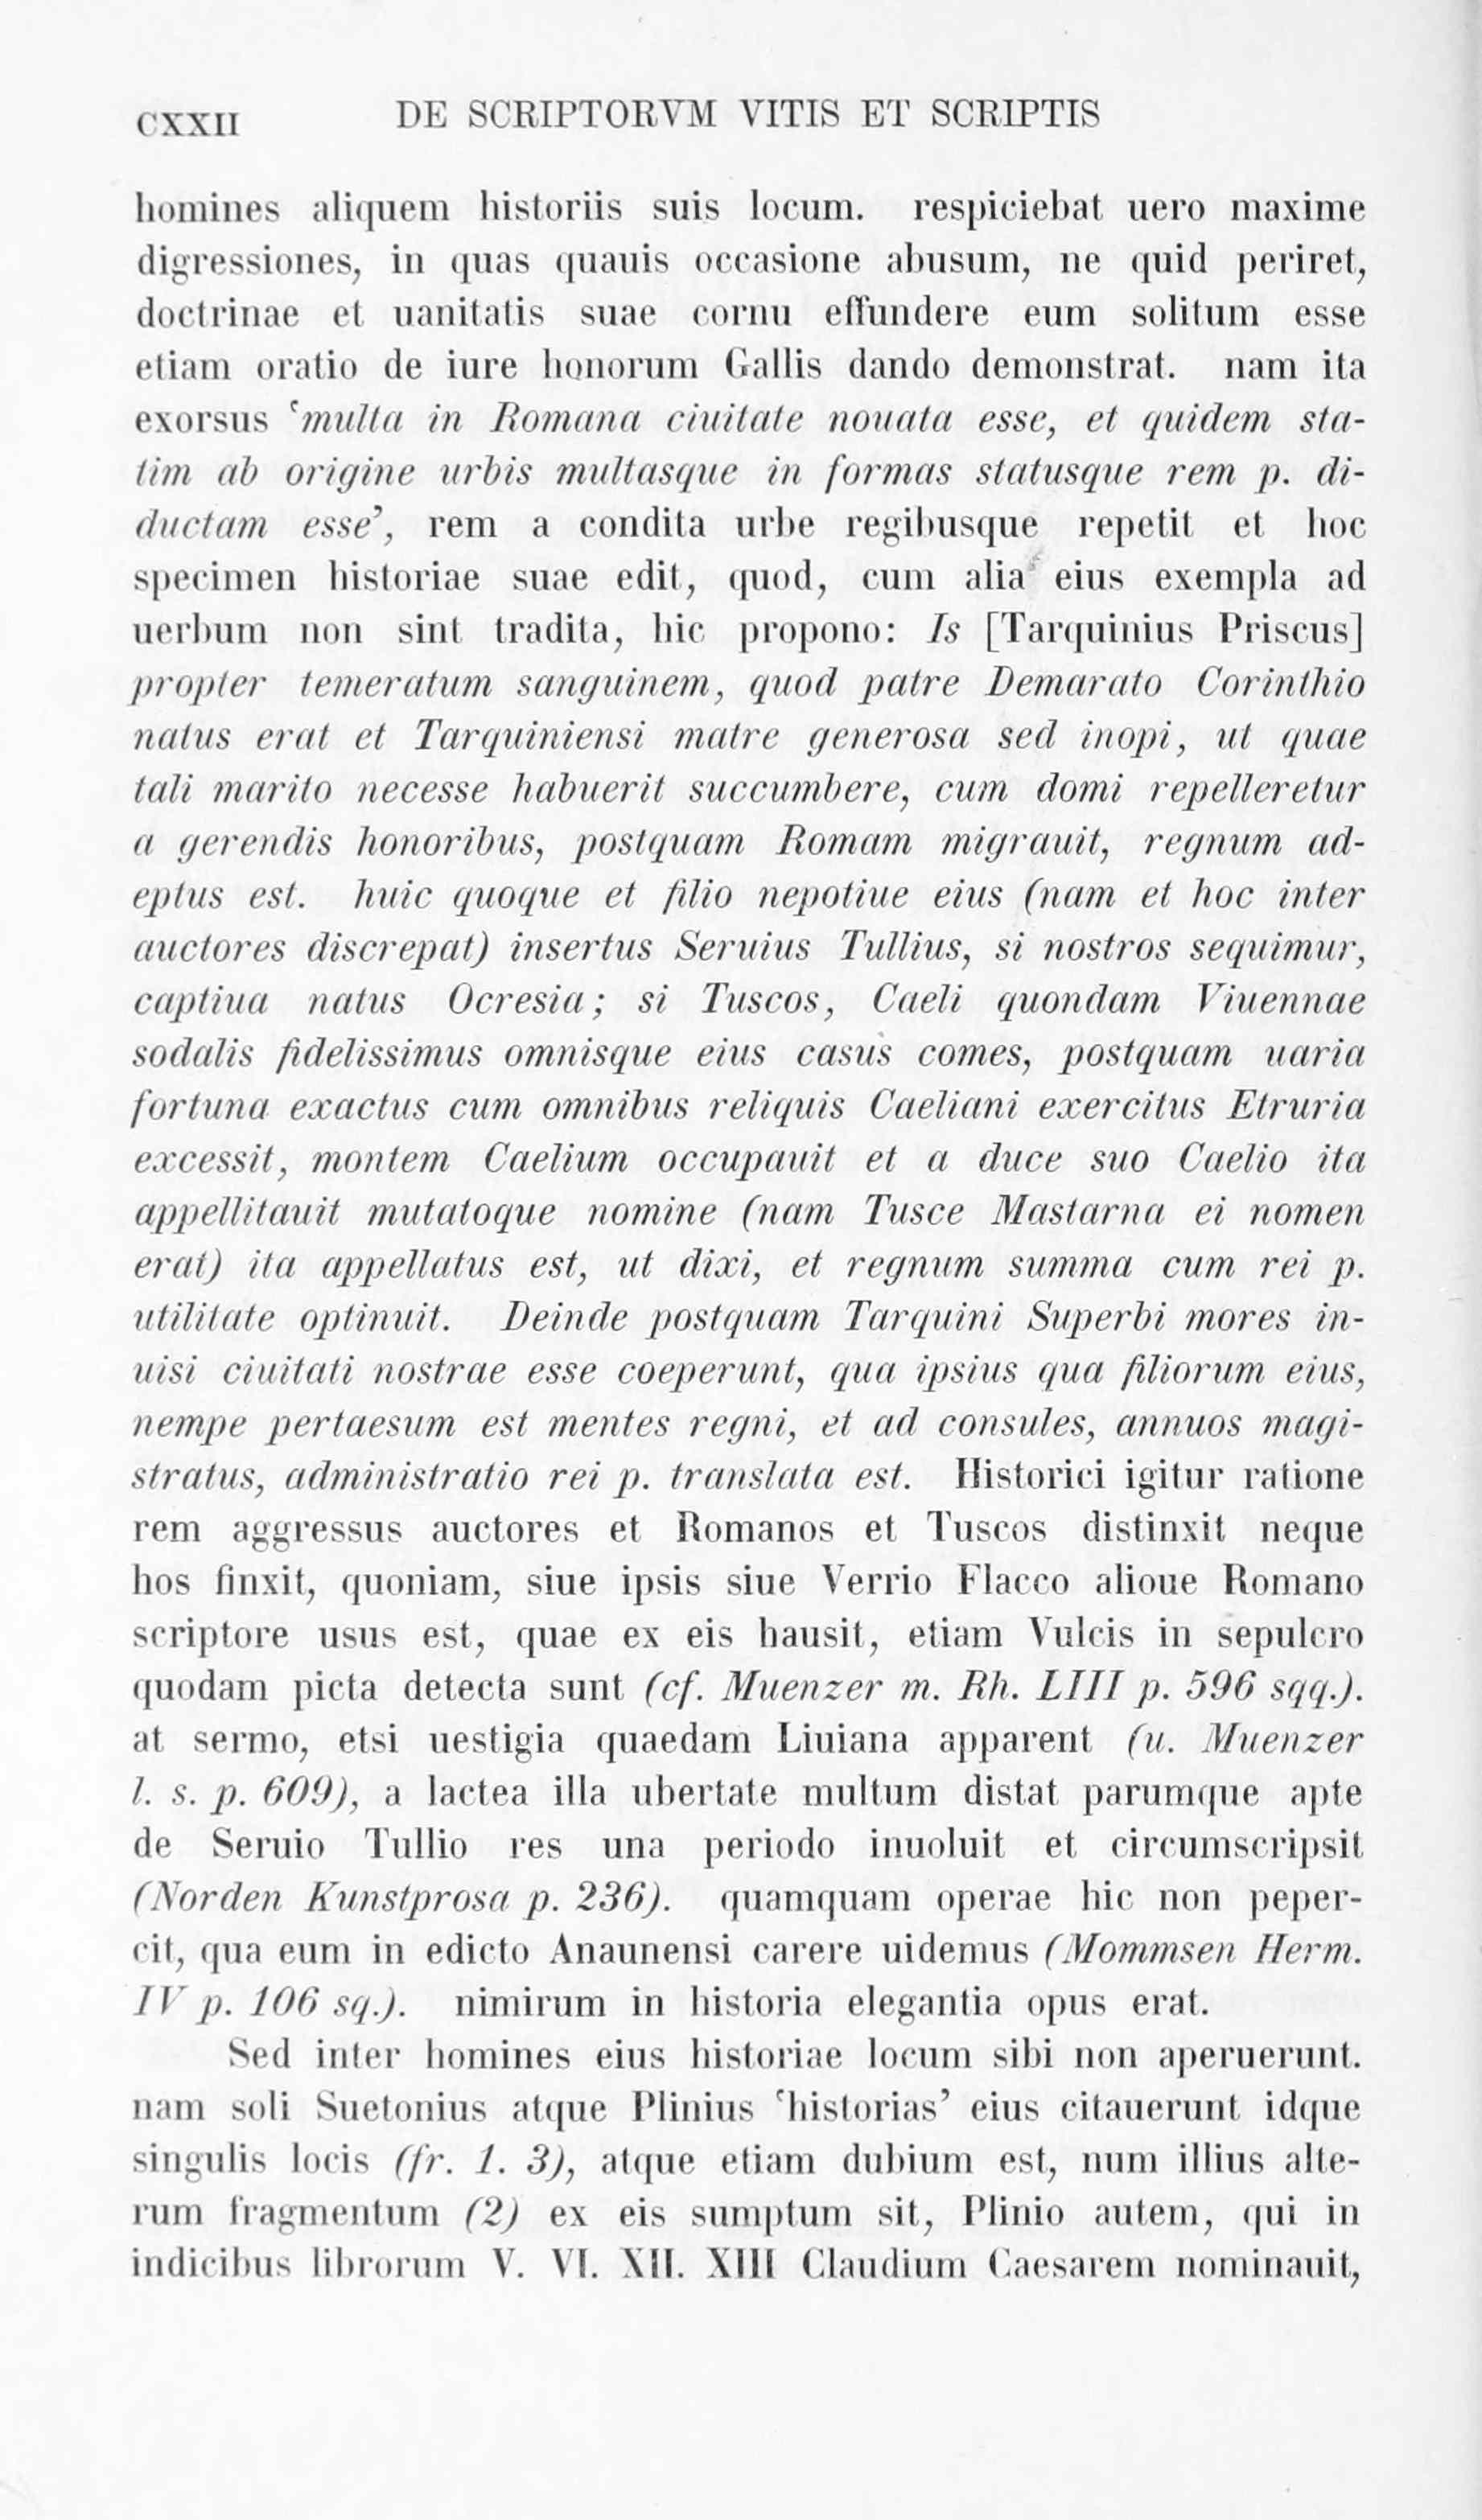 CXXII DE SCRIPTORVM VITIS ET SCRIPTIS
homines aliquem historiis suis locum. respiciebat uero maxime
digressiones, in quas quauis occasione abusum, ne quid periret,
doctrinae et uanitatis suae cornu effundere eum solitum esse
etiam oratio de iure honorum Gallis dando demonstrat. nam ita
exorsus ‘multa in Romana ciuitate nouata esse, et quidem sta-
tim ab origine urbis multasque in formas statusque rem p. di-
ductam esse’, rem a condita urbe regibusque repetit et hoc
specimen historiae suae edit, quod, cum alia eius exempla ad
uerbum non sint tradita, hic propono: Is [Tarquinius Priscus]
propter temeratum sanguinem, quod patre Demarato Corinthio
natus erat et Tarquiniensi matre generosa sed inopi, ut quae
tali marito necesse habuerit succumbere, cum domi repelleretur
a gerendis honoribus, postquam Romam migrauit, regnum ad-
eptus est. huic quoque et filio nepotiue eius (nam et hoc inter
auctores discrepat) insertus Seruius Tullius, si nostros sequimur,
captiua natus Ocresia; si Tuscos, Caeli quondam Viuennae
sodalis fidelissimus omnisque eius casus comes, postquam uaria
fortuna exactus cum omnibus reliquis Caeliani exercitus Etruria
excessit, montem Caelium occupauit et a duce suo Caelio ita
appellitauit mutatoque nomine (nam Tusce Mastarna ei nomen
erat) ita appellatus est, ut dixi, et regnum summa cum rei p.
utilitate optinuit. Deinde postquam Tarquini Superbi mores in-
uisi ciuitati nostrae esse coeperunt, qua ipsius qua filiorum eius,
nempe pertaesum est mentes regni, et ad consules, annuos magi-
stratus, administratio rei p. translata est. Historici igitur ratione
rem aggressus auctores et Romanos et Tuscos distinxit neque
hos finxit, quoniam, siue ipsis siue Verrio Flacco alioue Romano
scriptore usus est, quae ex eis hausit, etiam Vulcis in sepulcro
quodam picta detecta sunt (cf. Muenzer m. Rh. LIII p. 596 sqq.).
at sermo, etsi uestigia quaedam Liuiana apparent (u. Muenzer
l. s. p. 609), a lactea illa ubertate multum distat parumque apte
de Seruio Tullio res una periodo inuoluit et circumscripsit
(Norden Kunstprosa p. 236). quamquam operae hic non peper-
cit, qua eum in edicto Anaunensi carere uidemus (Mommsen Herm.
IV p. 106 sq.). nimirum in historia elegantia opus erat.
Sed inter homines eius historiae locum sibi non aperuerunt.
nam soli Suetonius atque Plinius ‘historias’ eius citauerunt idque
singulis locis (fr. 1. 3), atque etiam dubium est, num illius alte-
rum fragmentum (2) ex eis sumptum sit, Plinio autem, qui in
indicibus librorum V. VI. XII. XIII Claudium Caesarem nominauit,